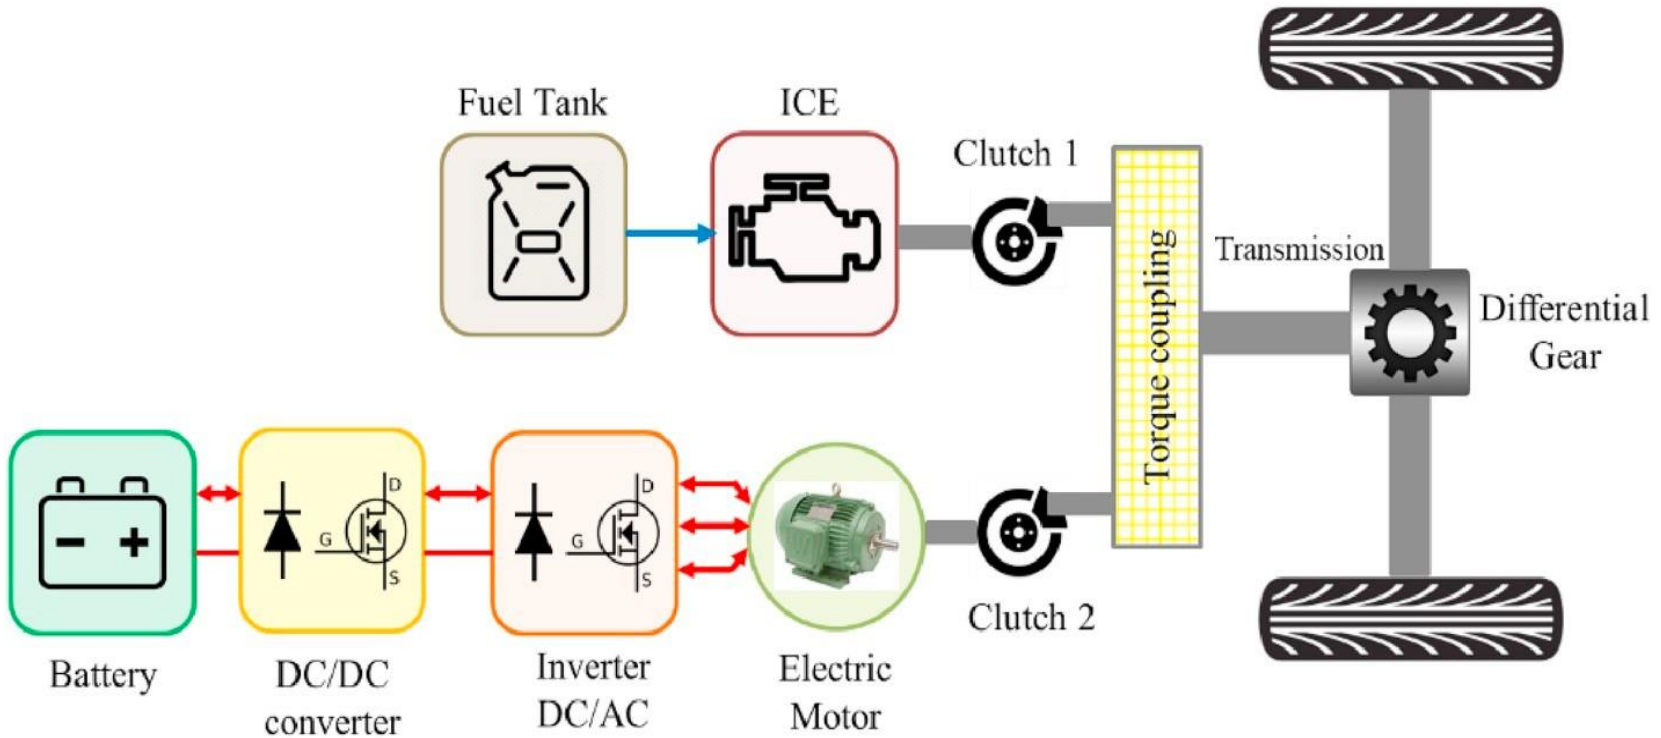 Fuel Tank
ICE
Clutch 1
Torque coupling
Transmission
Differential
Gear
D
G
S
D
G
S
Clutch 2
Battery
DC/DC
converter
Inverter
DC/AC
Electric
Motor